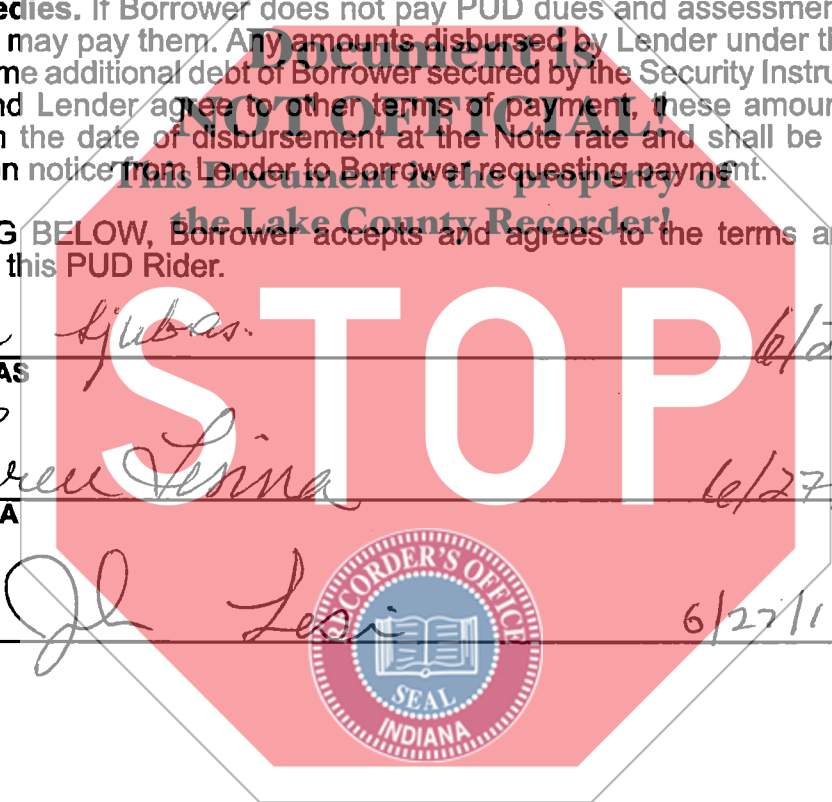 edies. If Borrower does not pay PUD dues and assessmen
may pay them. Any amounts disbursed by Lender under th
me additional debt of Borrower secured by the Security Instru
nd Lender agree to other terms of payment, these amoun
the date of disbursement at the Note rate and shall be
n notice from Lender to Borrower requesting payment.
G BELOW, Borrower accepts and agrees to the terms a
this PUD Rider.
Document is
NOT OFFICIAL!
This Document is the property of
the Lake County Recorder!
STOP
6/2
AS
6/27
A
6/27/1
RECORDER'S OFFICE
SEAL
INDIANA